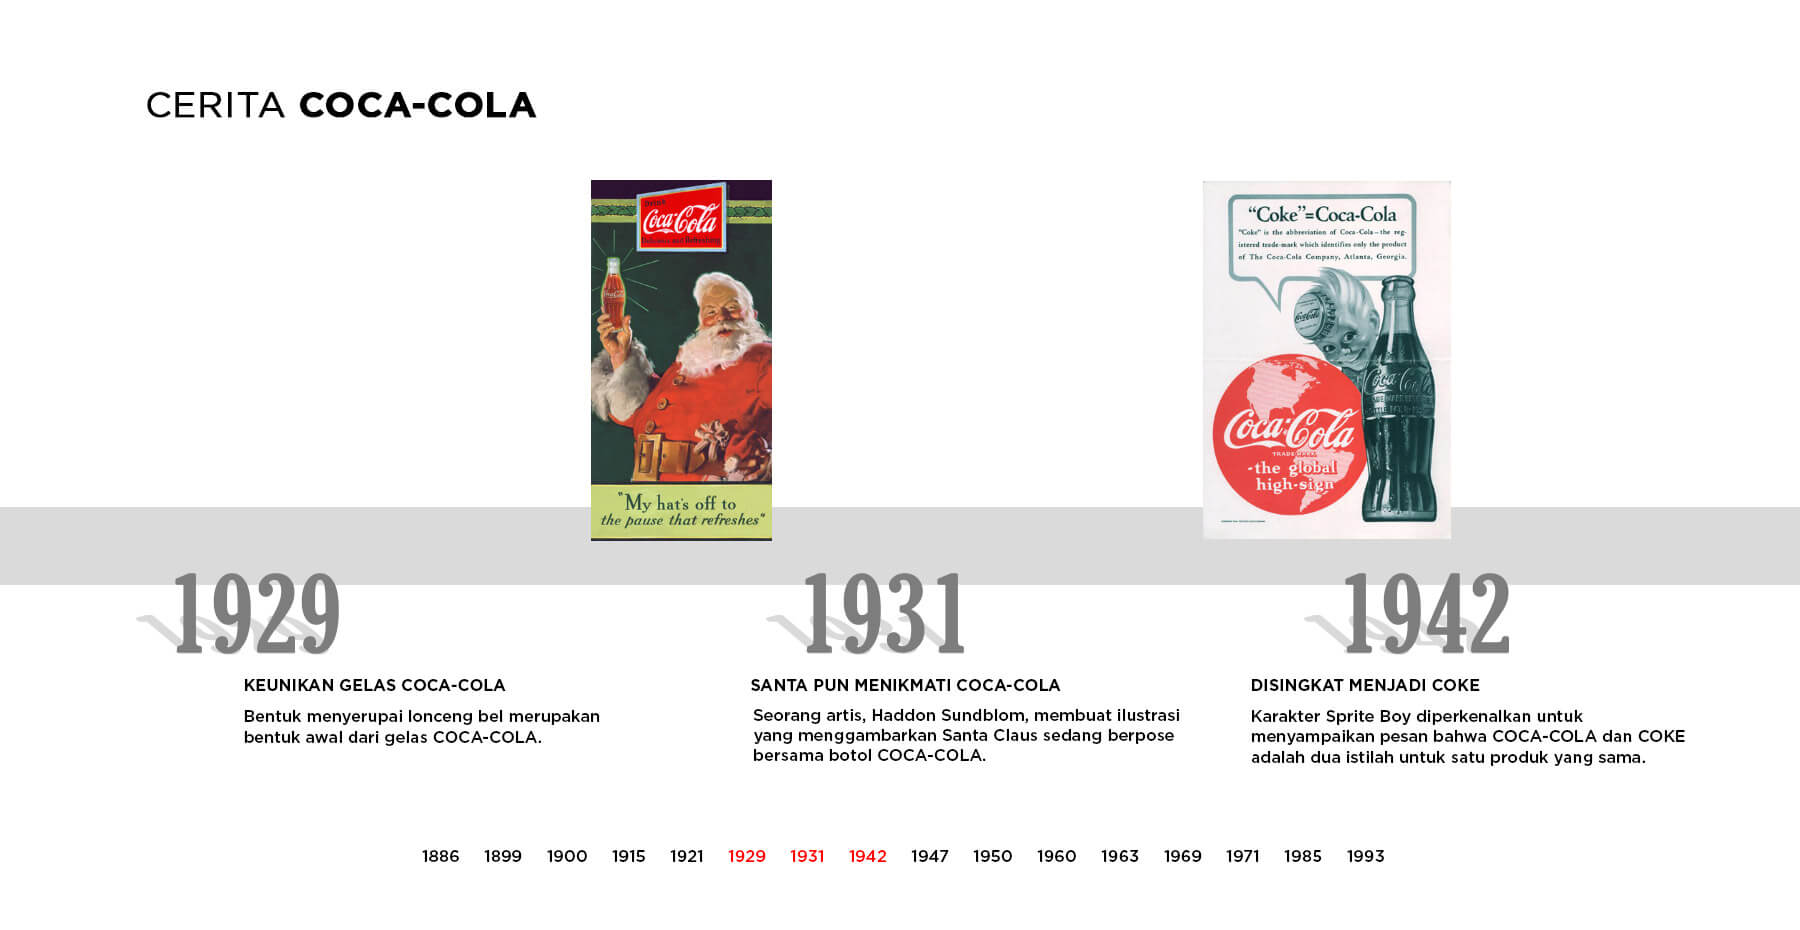 CERITA COCA-COLA
Drink
Coca-Cola
Delicious and Refreshing
Coca-Cola
"My hat's off to
the pause that refreshes"
"Coke"=Coca-Cola
"Coke" is the abbreviation of Coca-Cola—the reg-
istered trade-mark which identifies only the product
of The Coca-Cola Company, Atlanta, Georgia.
Coca-Cola
Coca-Cola
Coca-Cola
TRADE MARK
-the global
high-sign
1929
1931
1942
KEUNIKAN GELAS COCA-COLA
Bentuk menyerupai lonceng bel merupakan
bentuk awal dari gelas COCA-COLA.
SANTA PUN MENIKMATI COCA-COLA
Seorang artis, Haddon Sundblom, membuat ilustrasi
yang menggambarkan Santa Claus sedang berpose
bersama botol COCA-COLA.
DISINGKAT MENJADI COKE
Karakter Sprite Boy diperkenalkan untuk
menyampaikan pesan bahwa COCA-COLA dan COKE
adalah dua istilah untuk satu produk yang sama.
1886 1899 1900 1915 1921 1929 1931 1942 1947 1950 1960 1963 1969 1971 1985 1993